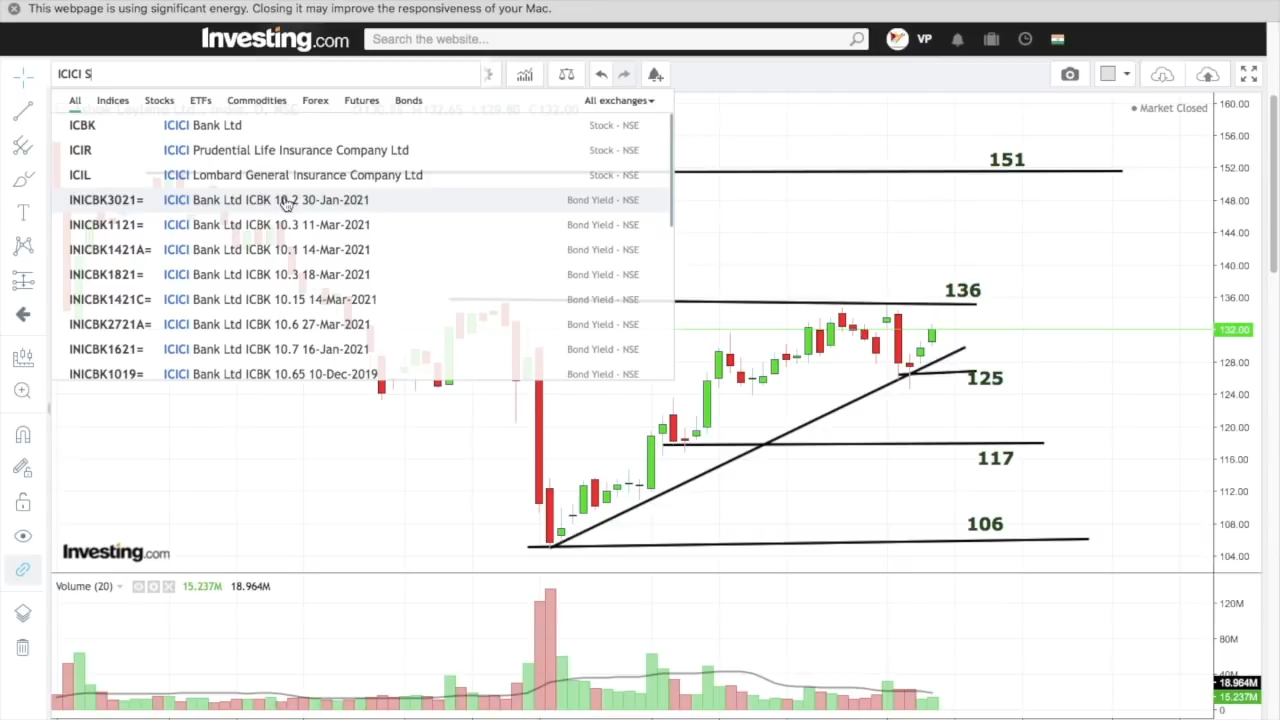 This webpage is using significant energy. Closing it may improve the responsiveness of your Mac.
Investing.com
Search the website...
VP
ICICI S
Market Closed
All Indices Stocks ETFs Commodities Forex Futures Bonds All exchanges
ICBK ICICI Bank Ltd Stock - NSE
ICIR ICICI Prudential Life Insurance Company Ltd Stock - NSE
ICIL ICICI Lombard General Insurance Company Ltd Stock - NSE
INICBK3021= ICICI Bank Ltd ICBK 10.2 30-Jan-2021 Bond Yield - NSE
INICBK1121= ICICI Bank Ltd ICBK 10.3 11-Mar-2021 Bond Yield - NSE
INICBK1421A= ICICI Bank Ltd ICBK 10.1 14-Mar-2021 Bond Yield - NSE
INICBK1821= ICICI Bank Ltd ICBK 10.3 18-Mar-2021 Bond Yield - NSE
INICBK1421C= ICICI Bank Ltd ICBK 10.15 14-Mar-2021 Bond Yield - NSE
INICBK2721A= ICICI Bank Ltd ICBK 10.6 27-Mar-2021 Bond Yield - NSE
INICBK1621= ICICI Bank Ltd ICBK 10.7 16-Jan-2021 Bond Yield - NSE
INICBK1019= ICICI Bank Ltd ICBK 10.65 10-Dec-2019 Bond Yield - NSE
151
136
125
117
106
160.00
156.00
152.00
148.00
144.00
140.00
136.00
132.00
128.00
124.00
120.00
116.00
112.00
108.00
104.00
Investing.com
Volume (20) 15.237M 18.964M
120M
80M
40M
18.964M
15.237M
0